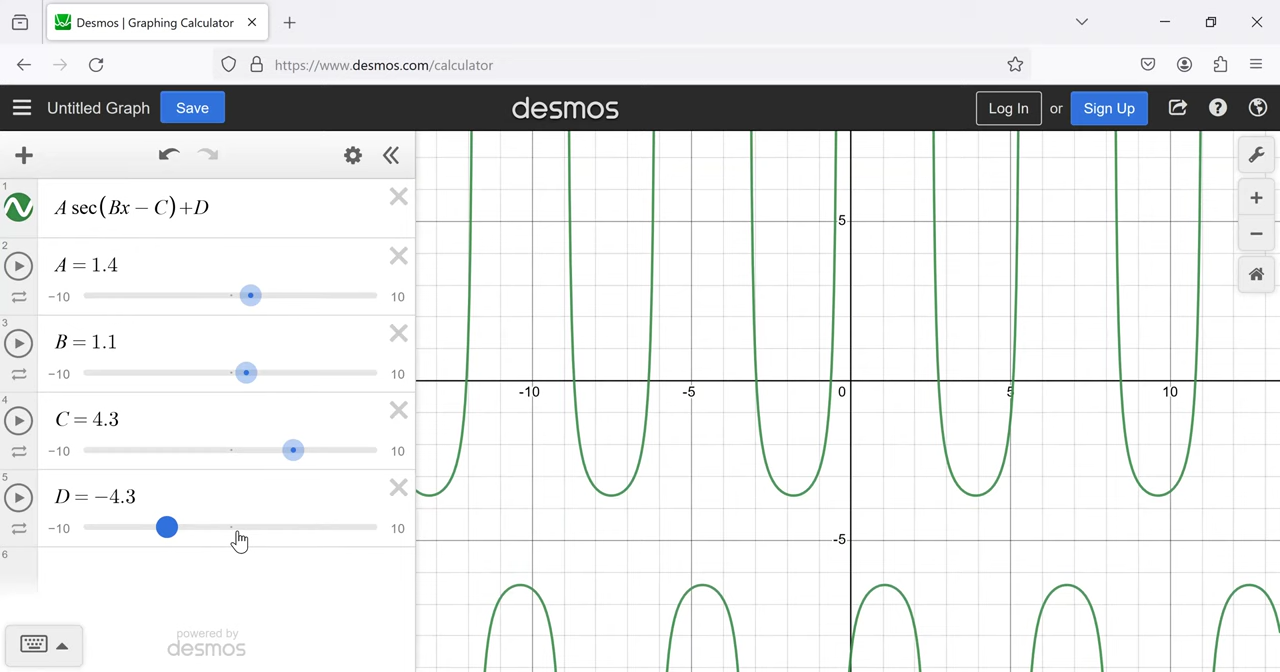 Desmos | Graphing Calculator
https://www.desmos.com/calculator
Untitled Graph
Save
desmos
Log In
or
Sign Up
1
A sec(Bx − C)+D
2
A = 1.4
−10
10
3
B = 1.1
−10
10
4
C = 4.3
−10
10
5
D = −4.3
−10
10
6
powered by
desmos
5
-10
-5
0
5
10
-5